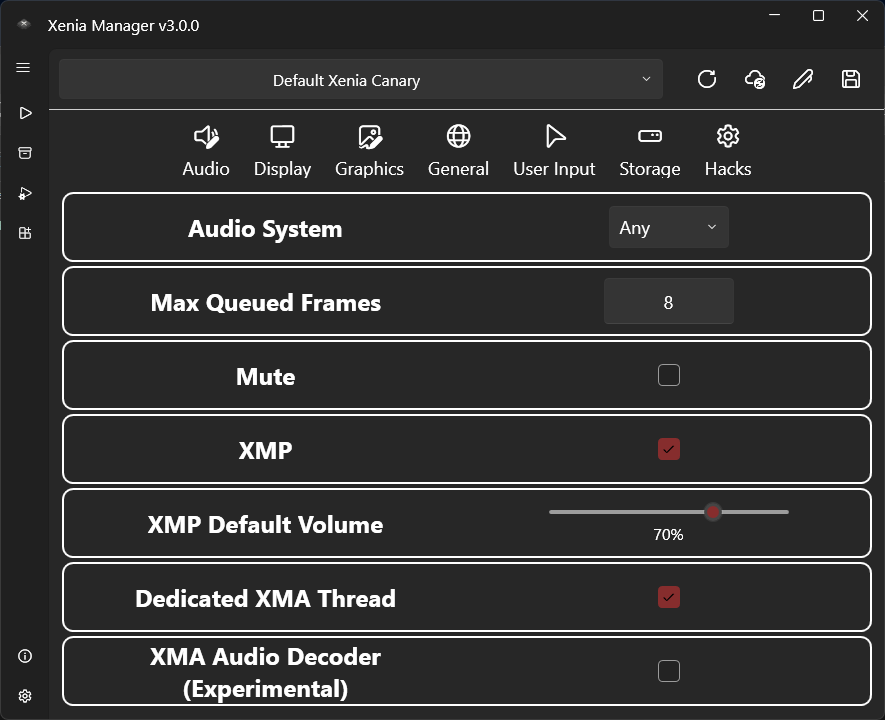 Xenia Manager v3.0.0
Default Xenia Canary
Audio
Display
Graphics
General
User Input
Storage
Hacks
Audio System
Any
Max Queued Frames
8
Mute
XMP
XMP Default Volume
70%
Dedicated XMA Thread
XMA Audio Decoder
(Experimental)